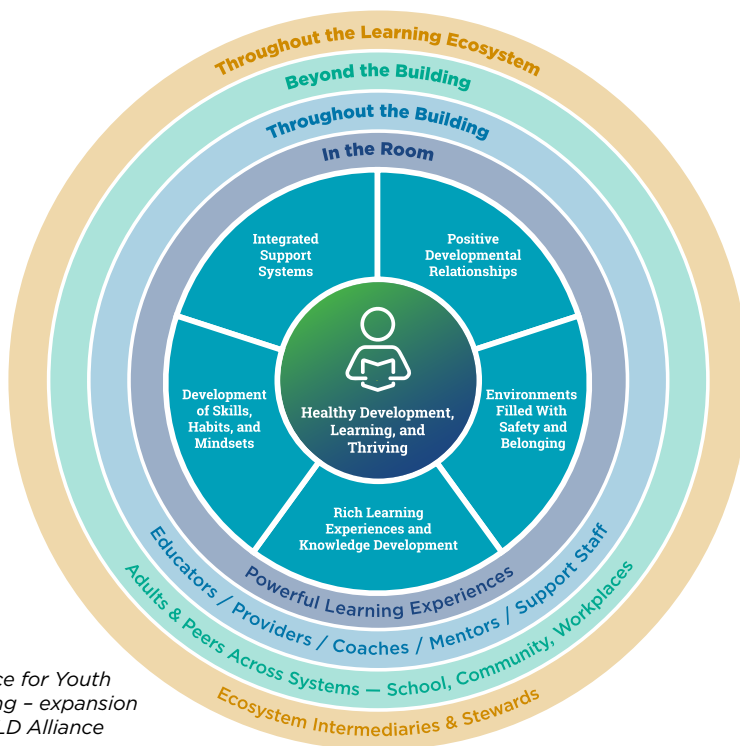 Throughout the Learning Ecosystem
Beyond the Building
Throughout the Building
In the Room
Integrated
Support
Systems
Positive
Developmental
Relationships
Development
of Skills,
Habits, and
Mindsets
Healthy Development,
Learning, and
Thriving
Environments
Filled With
Safety and
Belonging
Rich Learning
Experiences and
Knowledge Development
Powerful Learning Experiences
Educators / Providers / Coaches / Mentors / Support Staff
Adults & Peers Across Systems — School, Community, Workplaces
Ecosystem Intermediaries & Stewards
for Youth
– expansion
LD Alliance